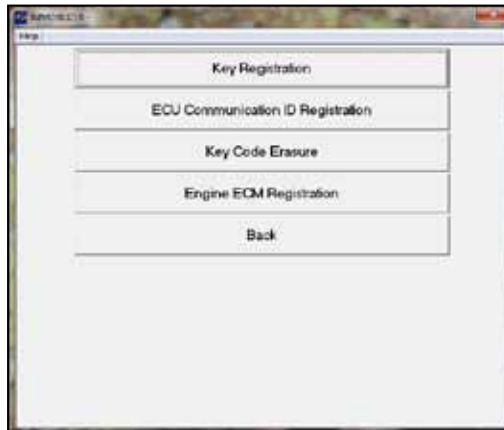 Help
Key Registration
ECU Communication ID Registration
Key Code Erasure
Engine ECM Registration
Back